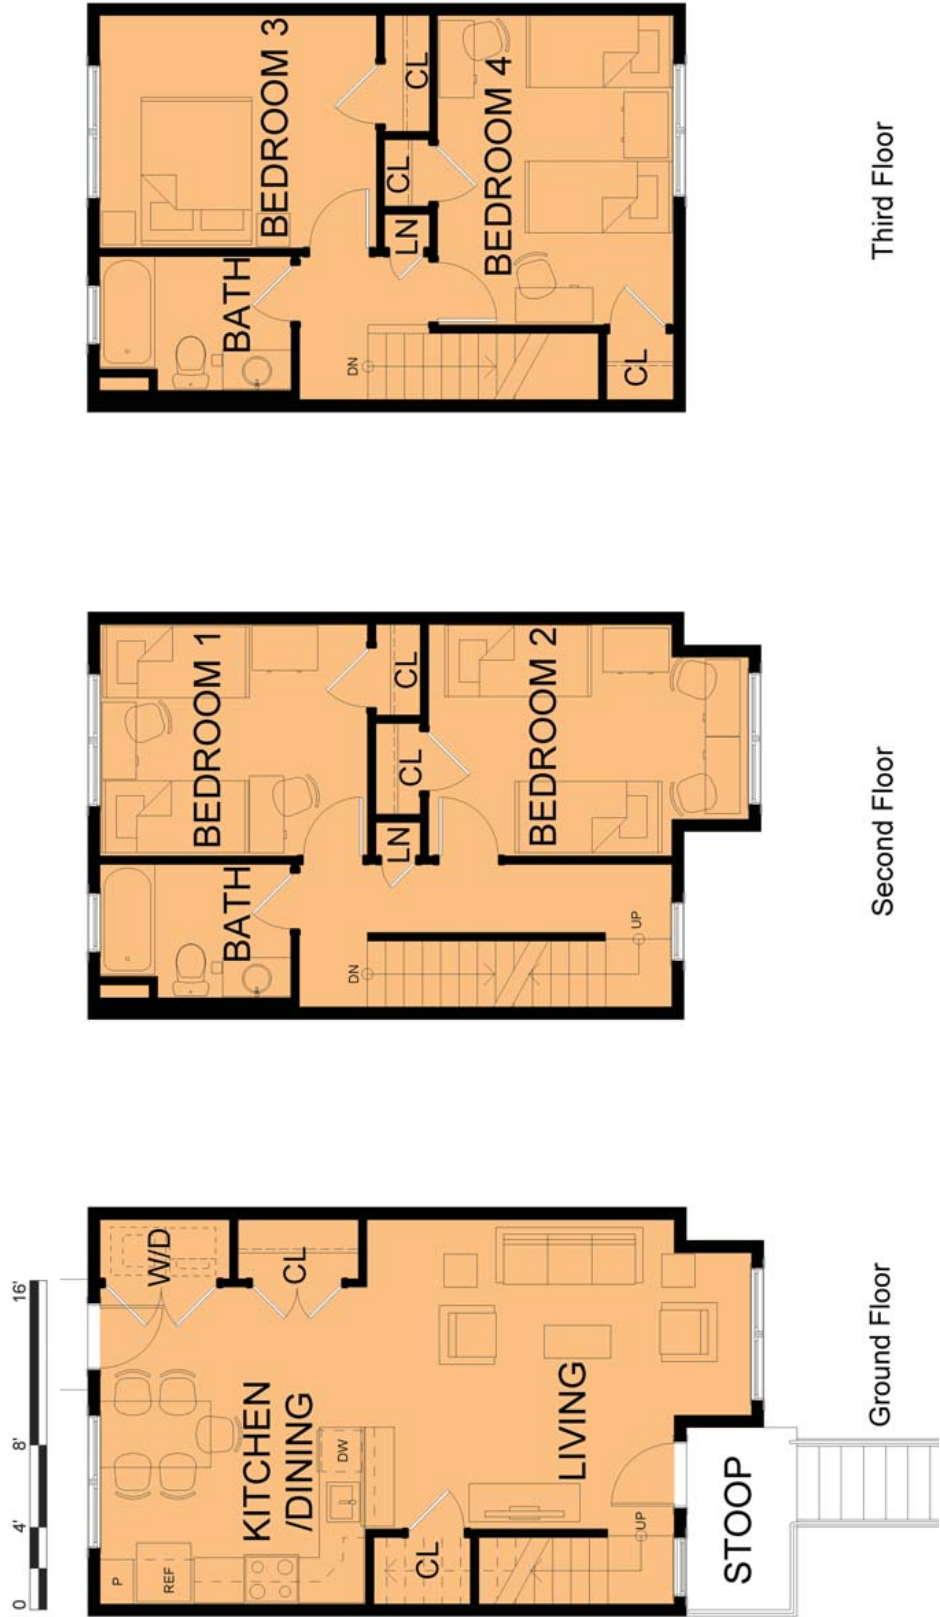 0 4' 8' 16'
P
REF
KITCHEN
/DINING
DW
W/D
CL
CL
LIVING
UP
STOOP
Ground Floor
BATH
BEDROOM 1
LN
CL
CL
DN
BEDROOM 2
UP
Second Floor
BATH
BEDROOM 3
LN
CL
CL
DN
BEDROOM 4
CL
Third Floor